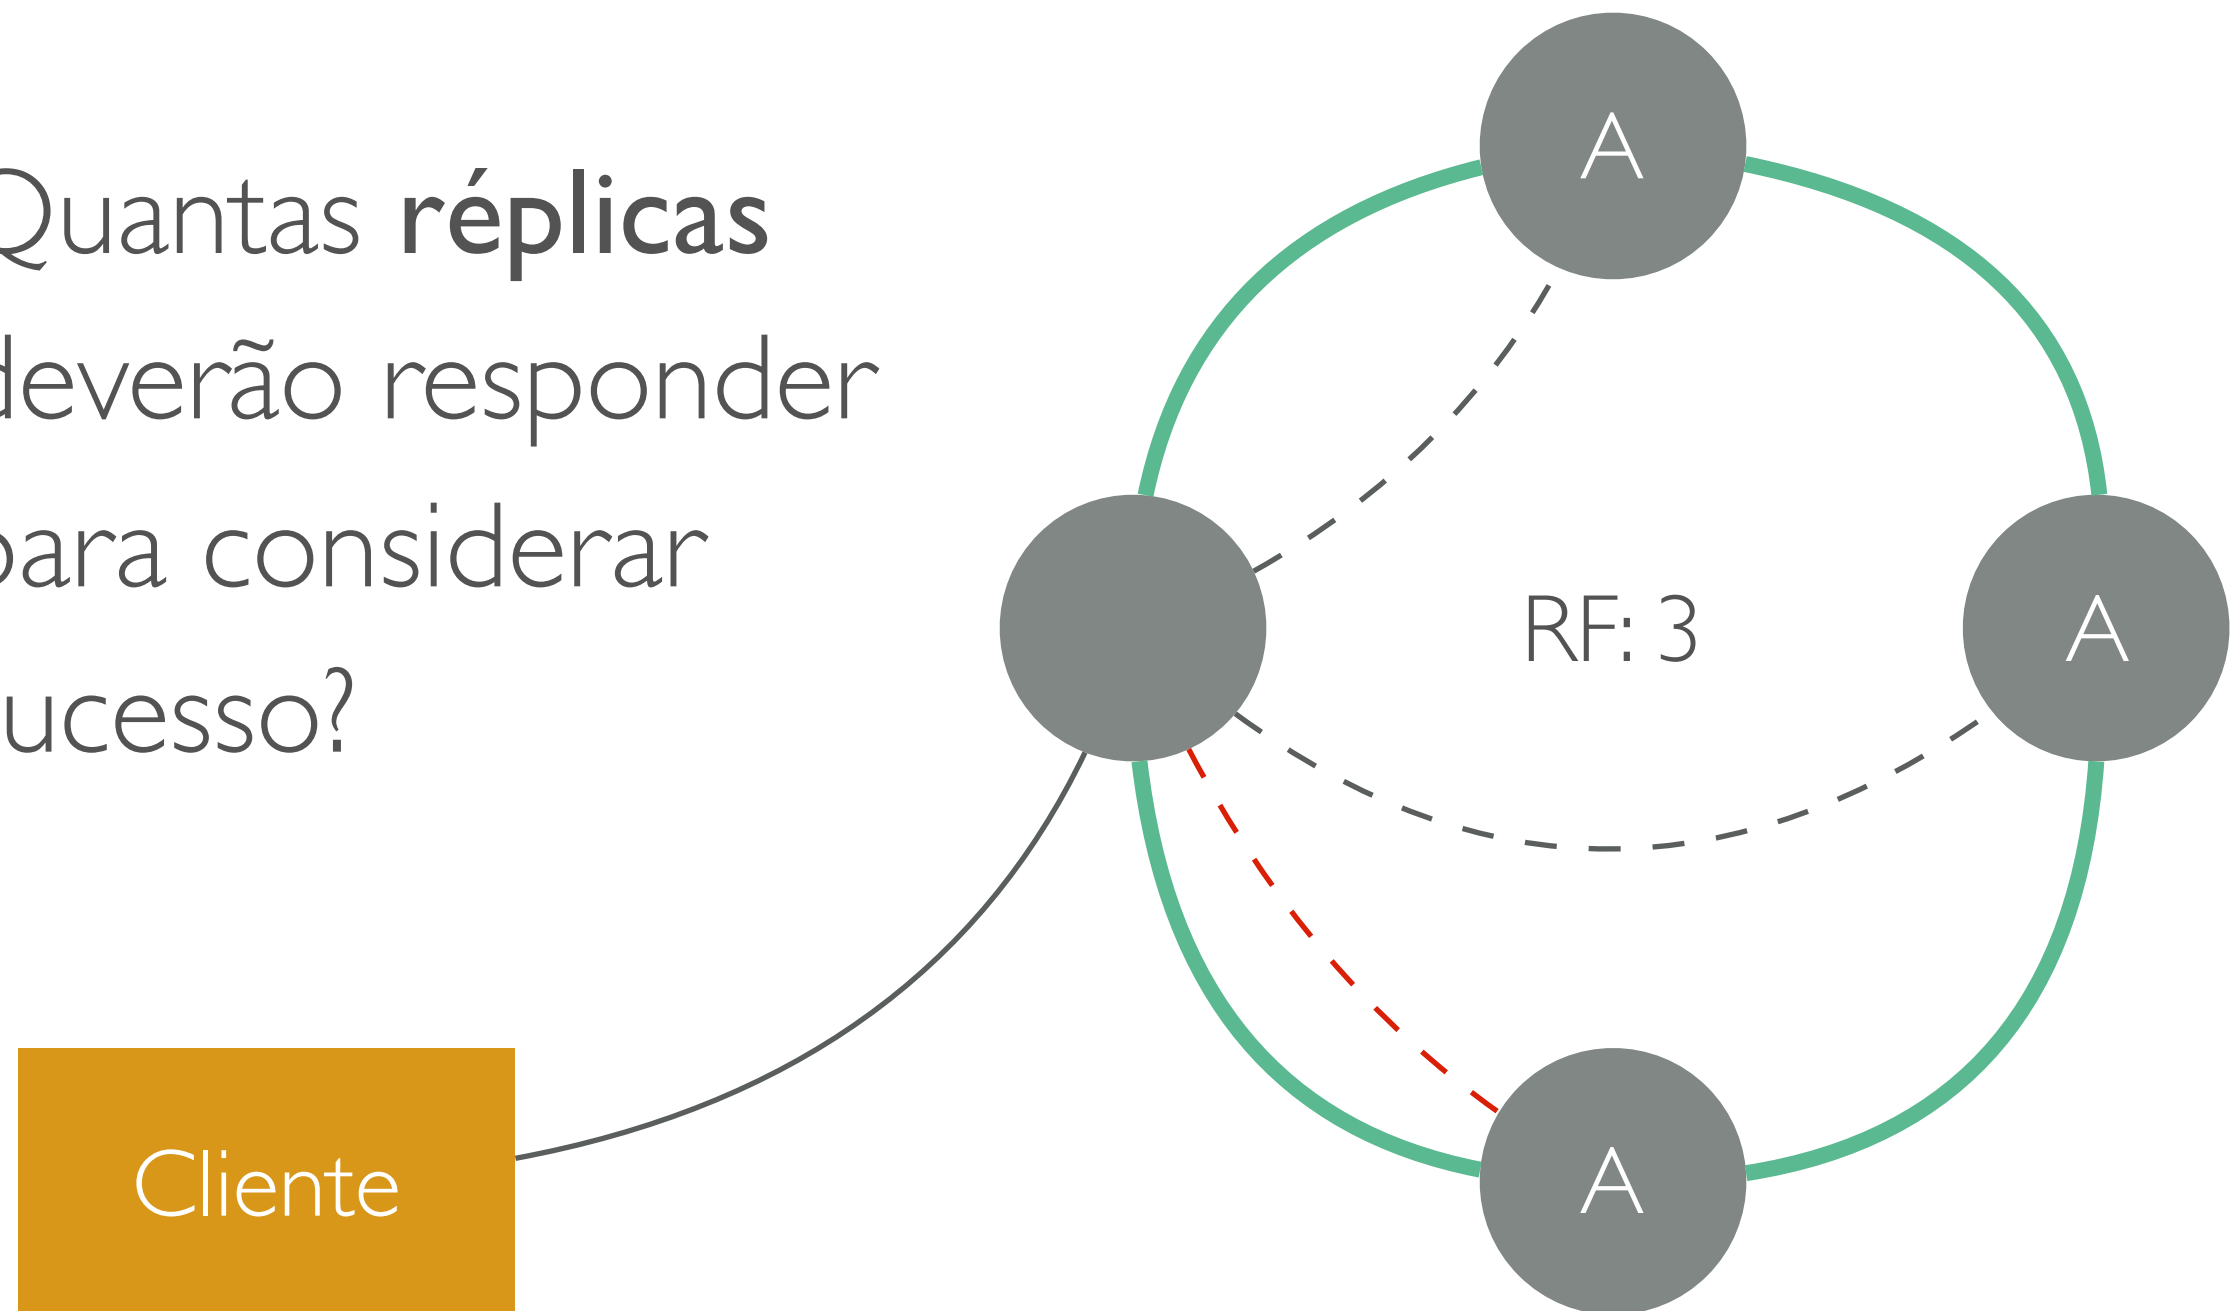 Quantas réplicas
deverão responder
para considerar
ucesso?
A
A
RF: 3
A
Cliente